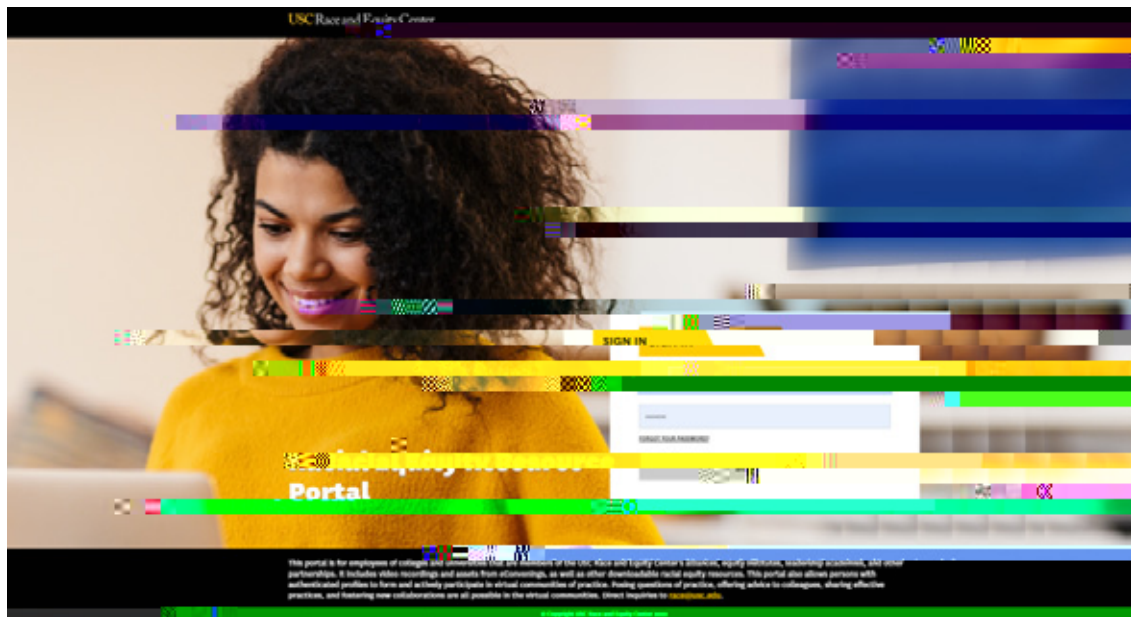 USC Race and Equity Center
SIGN IN
FORGOT YOUR PASSWORD?
Racial Equity Resource
Portal
This portal is for employees of colleges and universities that are members of the USC Race and Equity Center's alliances, equity institutes, leadership academies, and other
partnerships. It includes video recordings and assets from eConvenings, as well as other downloadable racial equity resources. This portal also allows persons with
authenticated profiles to form and actively participate in virtual communities of practice. Posing questions of practice, offering advice to colleagues, sharing effective
practices, and fostering new collaborations are all possible in the virtual communities. Direct inquiries to race@usc.edu.
© Copyright USC Race and Equity Center